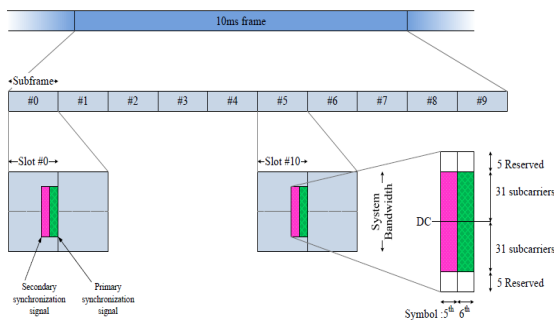 10ms frame
Subframe
#0 #1 #2 #3 #4 #5 #6 #7 #8 #9
Slot #0
Slot #10
System
Bandwidth
5 Reserved
31 subcarriers
DC
31 subcarriers
5 Reserved
Secondary
synchronization
signal
Primary
synchronization
signal
Symbol :5th 6th